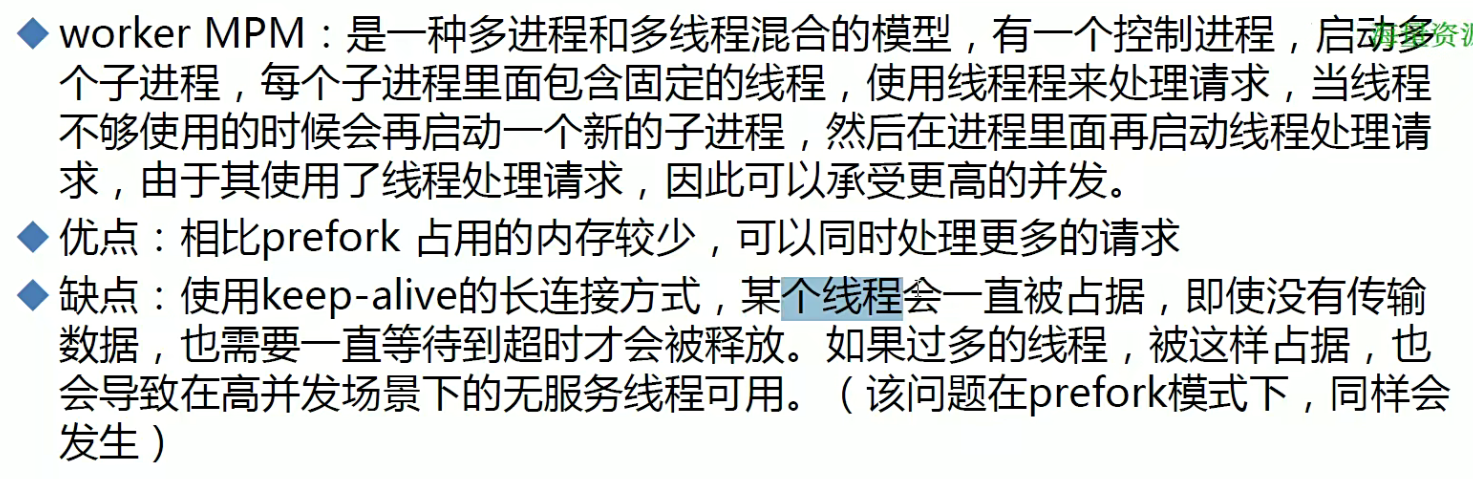 worker MPM：是一种多进程和多线程混合的模型，有一个控制进程，启动多
海量资源
个子进程，每个子进程里面包含固定的线程，使用线程程来处理请求，当线程
不够使用的时候会再启动一个新的子进程，然后在进程里面再启动线程处理请
求，由于其使用了线程处理请求，因此可以承受更高的并发。
优点：相比prefork 占用的内存较少，可以同时处理更多的请求
缺点：使用keep-alive的长连接方式，某个线程会一直被占据，即使没有传输
数据，也需要一直等待到超时才会被释放。如果过多的线程，被这样占据，也
会导致在高并发场景下的无服务线程可用。（该问题在prefork模式下，同样会
发生）